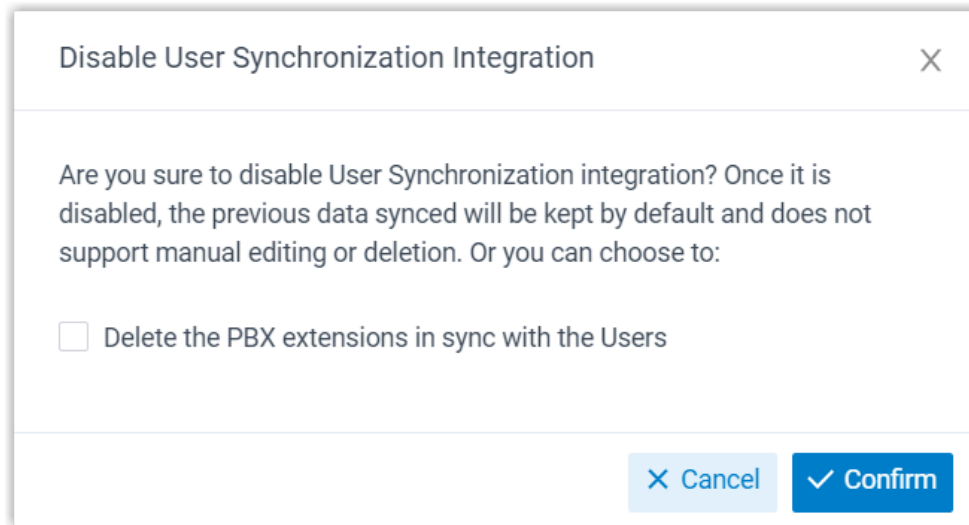 Disable User Synchronization Integration
Are you sure to disable User Synchronization integration? Once it is
disabled, the previous data synced will be kept by default and does not
support manual editing or deletion. Or you can choose to:
Delete the PBX extensions in sync with the Users
Cancel
Confirm